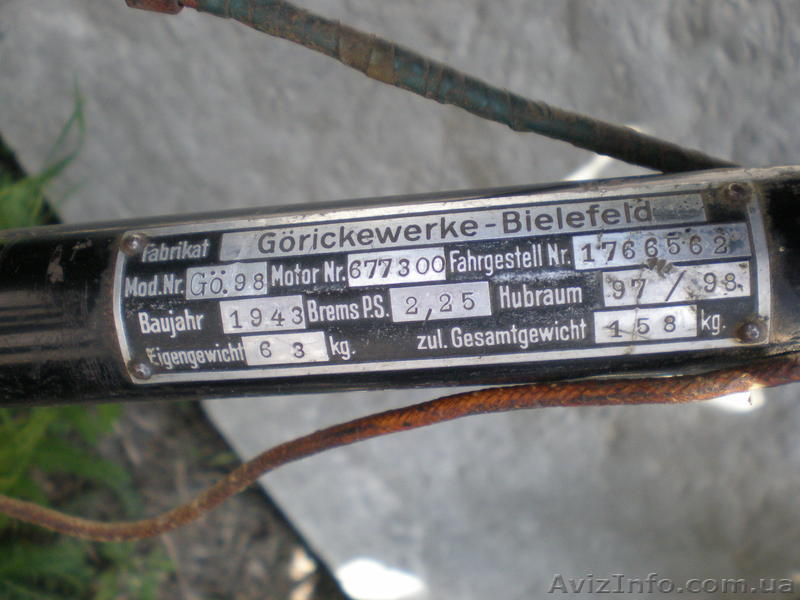 Fabrikat Görickewerke-Bielefeld
Mod.Nr. Gö.98 Motor Nr. 677300 Fahrgestell Nr. 1766562
Baujahr 1943 Brems P.S. 2,25 Hubraum 97/98
Eigengewicht 63 kg. zul. Gesamtgewicht 158 kg.
AvizInfo.com.ua